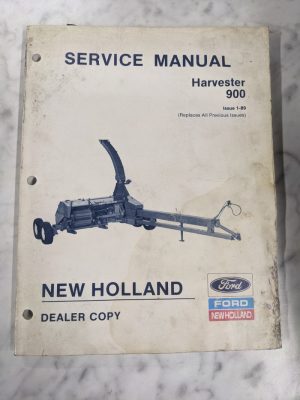 SERVICE MANUAL
Harvester
900
Issue 1-89
(Replaces All Previous Issues)
NEW HOLLAND
DEALER COPY
Ford
FORD
NEW HOLLAND